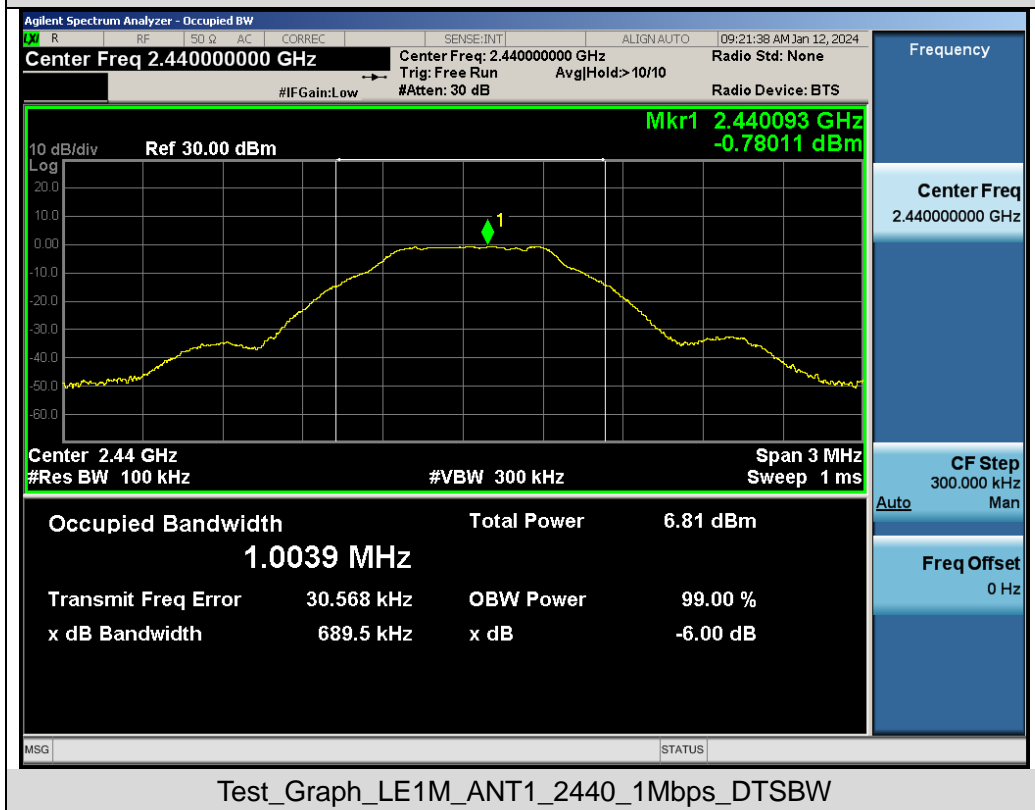 Agilent Spectrum Analyzer - Occupied BW
LXI R RF 50 Ω AC CORREC SENSE:INT ALIGN AUTO 09:21:38 AM Jan 12, 2024
Center Freq 2.440000000 GHz
Center Freq: 2.440000000 GHz
Radio Std: None
Trig: Free Run Avg|Hold:>10/10
#IFGain:Low #Atten: 30 dB Radio Device: BTS
Frequency
Mkr1 2.440093 GHz
-0.78011 dBm
10 dB/div Ref 30.00 dBm
Log
20.0
10.0
0.00
-10.0
-20.0
-30.0
-40.0
-50.0
-60.0
1
Center 2.44 GHz Span 3 MHz
#Res BW 100 kHz #VBW 300 kHz Sweep 1 ms
Center Freq
2.440000000 GHz
CF Step
300.000 kHz
Auto Man
Freq Offset
0 Hz
Occupied Bandwidth Total Power 6.81 dBm
1.0039 MHz
Transmit Freq Error 30.568 kHz OBW Power 99.00 %
x dB Bandwidth 689.5 kHz x dB -6.00 dB
MSG STATUS
Test_Graph_LE1M_ANT1_2440_1Mbps_DTSBW